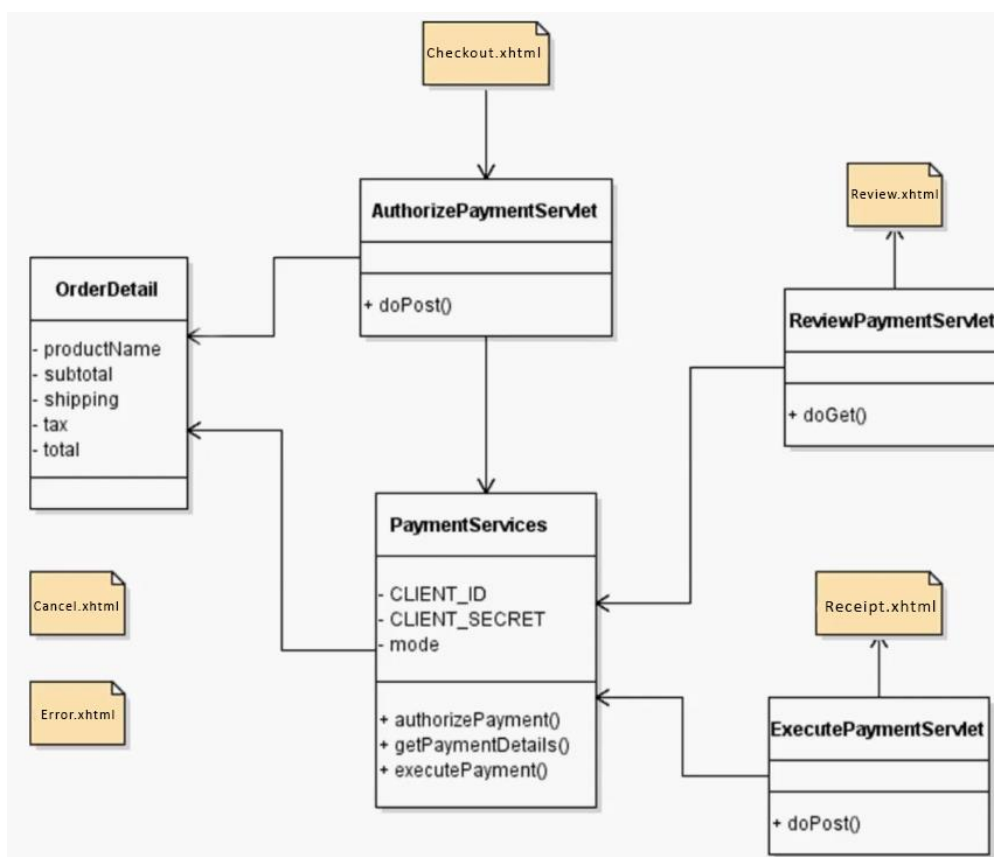 Checkout.xhtml
AuthorizePaymentServlet
+ doPost()
Review.xhtml
OrderDetail
- productName
- subtotal
- shipping
- tax
- total
ReviewPaymentServlet
+ doGet()
PaymentServices
- CLIENT_ID
- CLIENT_SECRET
- mode
+ authorizePayment()
+ getPaymentDetails()
+ executePayment()
Cancel.xhtml
Error.xhtml
Receipt.xhtml
ExecutePaymentServlet
+ doPost()